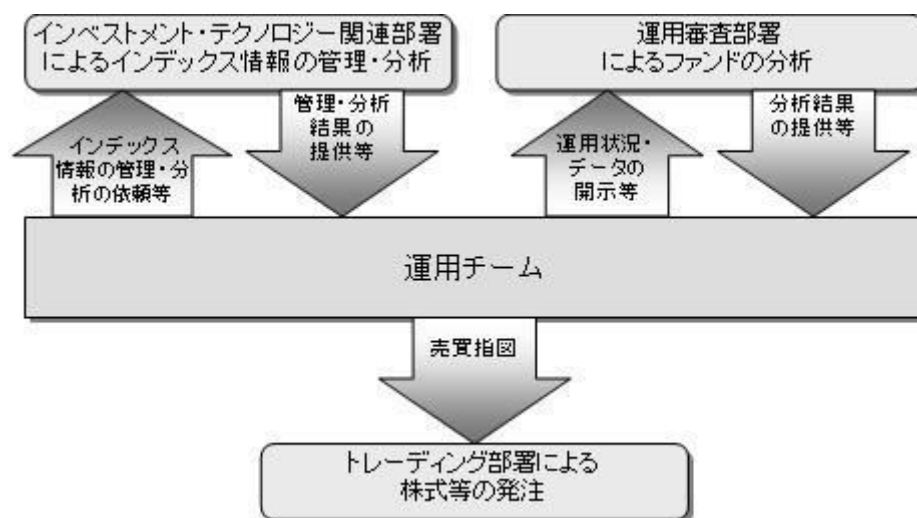 インベストメント・テクノロジー関連部署
によるインデックス情報の管理・分析
運用審査部署
によるファンドの分析
インデックス
情報の管理・分
析の依頼等
管理・分析
結果の
提供等
運用状況・
データの
開示等
分析結果
の提供等
運用チーム
売買指図
トレーディング部署による
株式等の発注